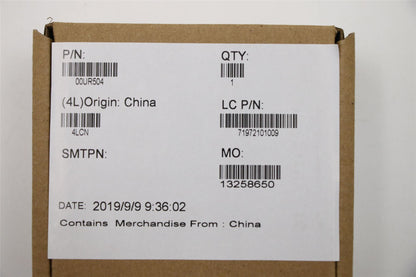 P/N: QTY:
00UR504 1
(4L)Origin: China LC P/N:
4LCN 71972101009
SMTPN: MO:
13258650
DATE: 2019/9/9 9:36:02
Contains Merchandise From : China